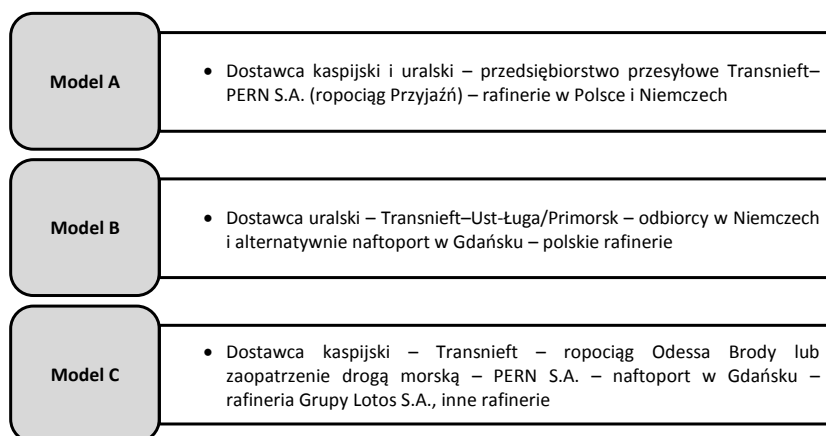 Model A
• Dostawca kaspijski i uralski – przedsiębiorstwo przesyłowe Transnieft–
PERN S.A. (ropociąg Przyjaźń) – rafinerie w Polsce i Niemczech
Model B
• Dostawca uralski – Transnieft–Ust-Ługa/Primorsk – odbiorcy w Niemczech
i alternatywnie naftoport w Gdańsku – polskie rafinerie
Model C
• Dostawca kaspijski – Transnieft – ropociąg Odessa Brody lub
zaopatrzenie drogą morską – PERN S.A. – naftoport w Gdańsku –
rafineria Grupy Lotos S.A., inne rafinerie